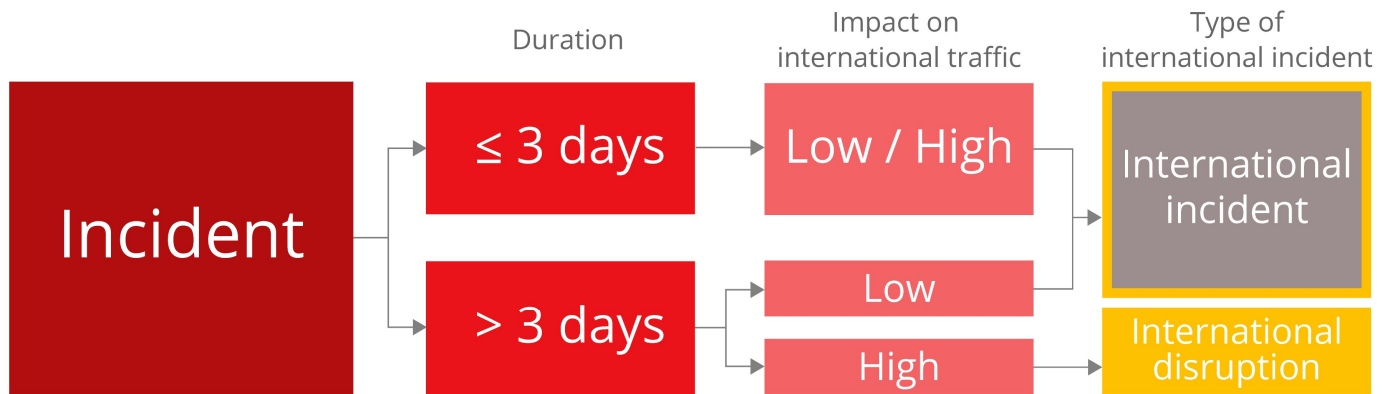 Duration
Impact on
international traffic
Type of
international incident
Incident
≤ 3 days
Low / High
International
incident
> 3 days
Low
High
International
disruption